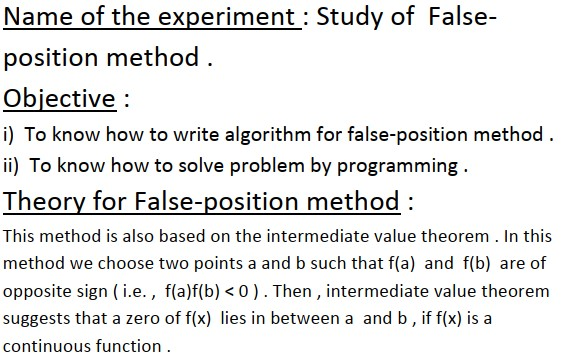 Name of the experiment : Study of False-
position method .
Objective :
i) To know how to write algorithm for false-position method .
ii) To know how to solve problem by programming .
Theory for False-position method :
This method is also based on the intermediate value theorem . In this
method we choose two points a and b such that f(a) and f(b) are of
opposite sign ( i.e. , f(a)f(b) < 0 ) . Then , intermediate value theorem
suggests that a zero of f(x) lies in between a and b , if f(x) is a
continuous function .